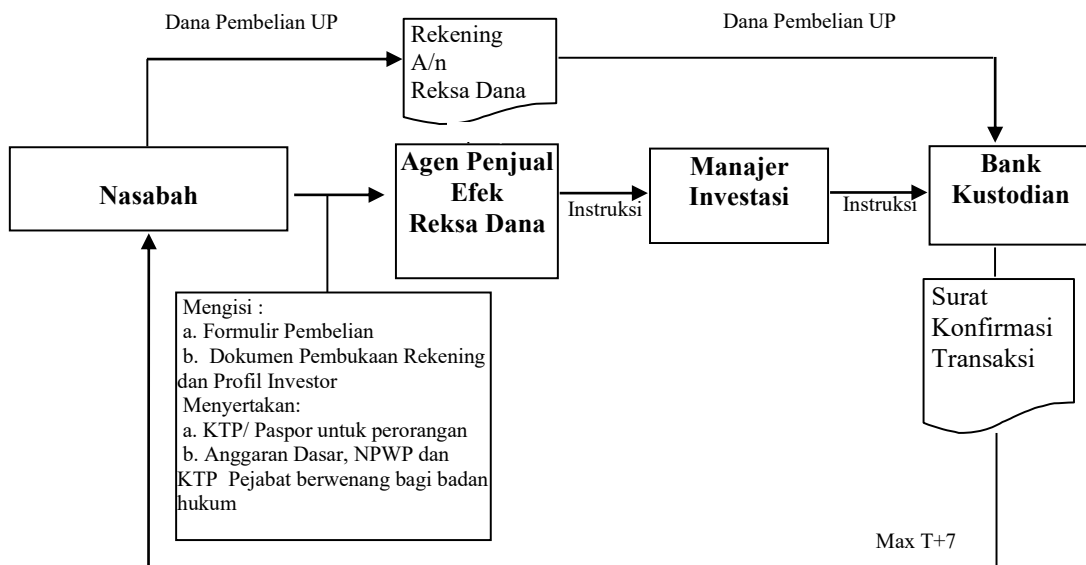 Dana Pembelian UP
Dana Pembelian UP
Rekening
A/n
Reksa Dana
Nasabah
Agen Penjual
Efek
Reksa Dana
Instruksi
Manajer
Investasi
Instruksi
Bank
Kustodian
Mengisi :
a. Formulir Pembelian
b. Dokumen Pembukaan Rekening
dan Profil Investor
Menyertakan:
a. KTP/ Paspor untuk perorangan
b. Anggaran Dasar, NPWP dan
KTP Pejabat berwenang bagi badan
hukum
Surat
Konfirmasi
Transaksi
Max T+7